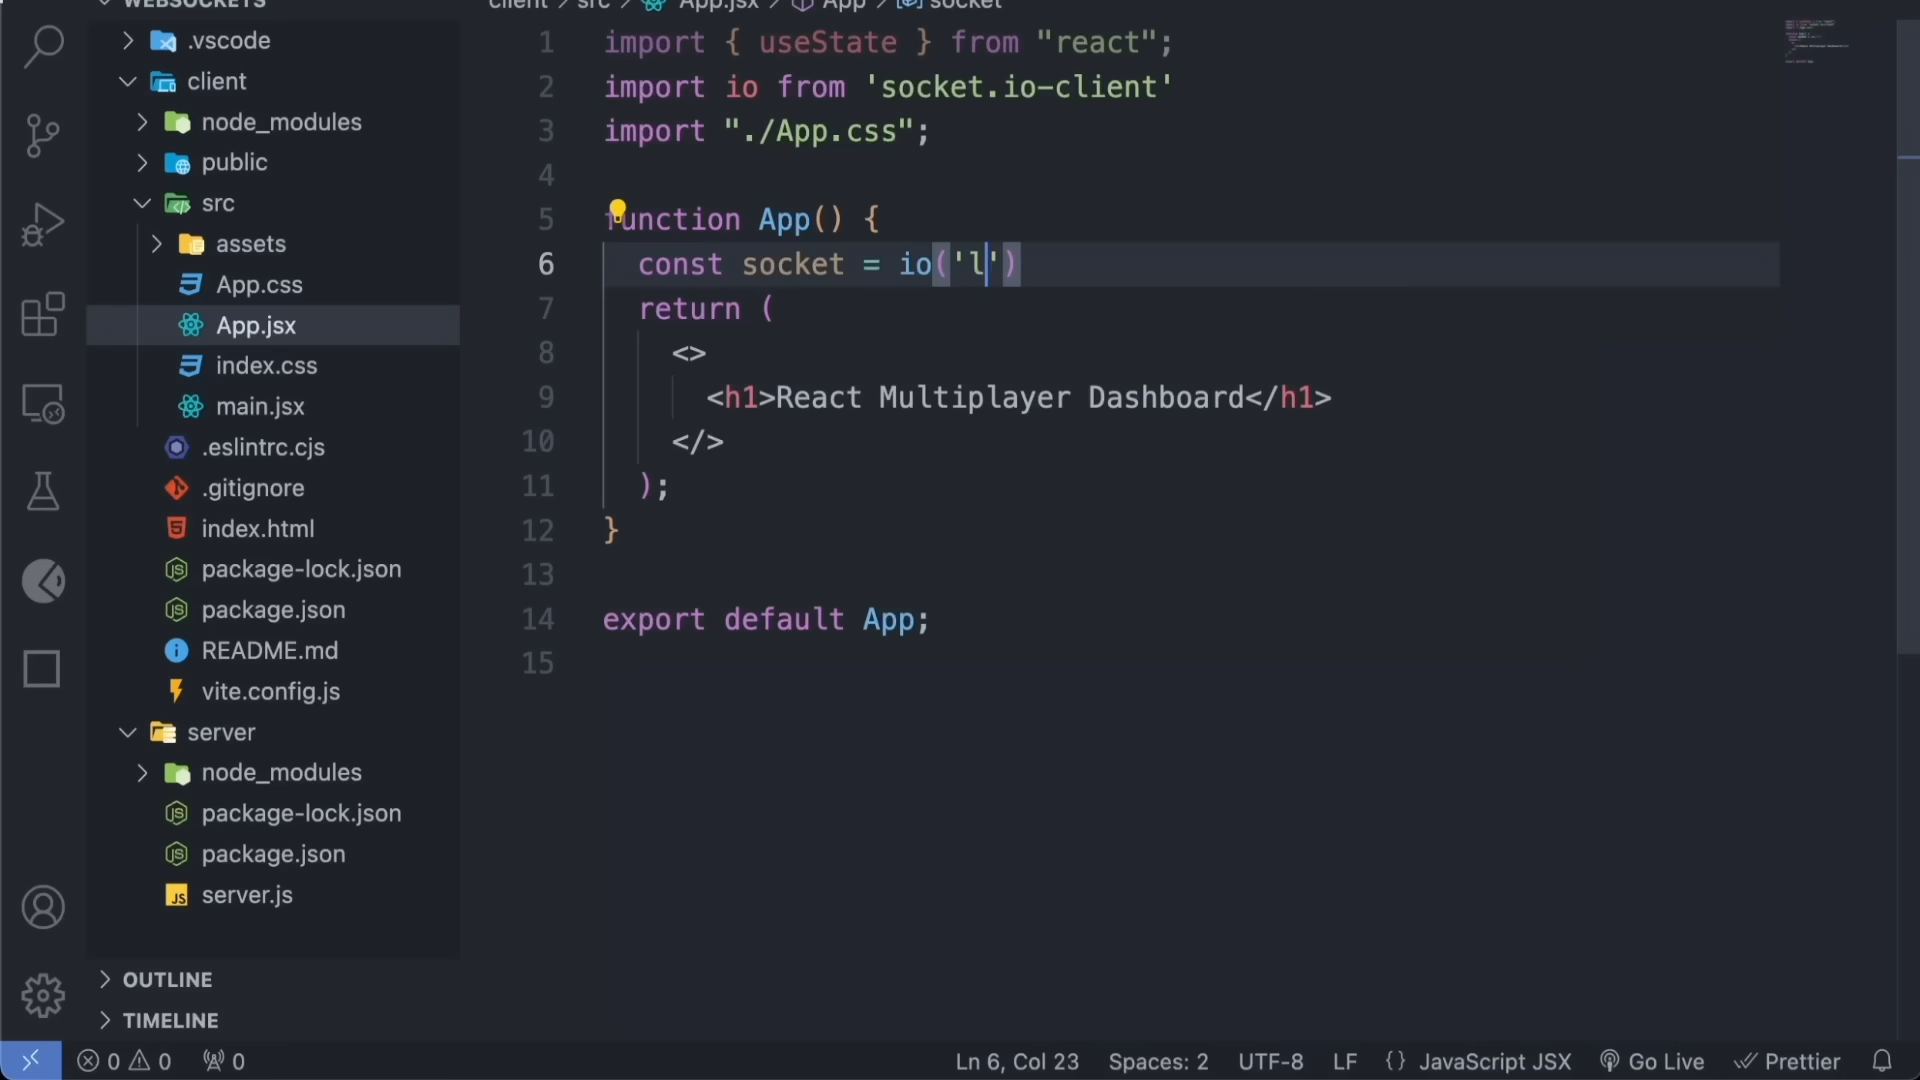 WEBSOCKETS
.vscode
client
node_modules
public
src
assets
App.css
App.jsx
index.css
main.jsx
.eslintrc.cjs
.gitignore
index.html
package-lock.json
package.json
README.md
vite.config.js
server
node_modules
package-lock.json
package.json
server.js
OUTLINE
TIMELINE
client > src > App.jsx > App > socket
1 import { useState } from "react";
2 import io from 'socket.io-client'
3 import "./App.css";
4
5 function App() {
6 const socket = io('l')
7 return (
8 <>
9 <h1>React Multiplayer Dashboard</h1>
10 </>
11 );
12 }
13
14 export default App;
15
0 0 0 Ln 6, Col 23 Spaces: 2 UTF-8 LF {} JavaScript JSX Go Live Prettier